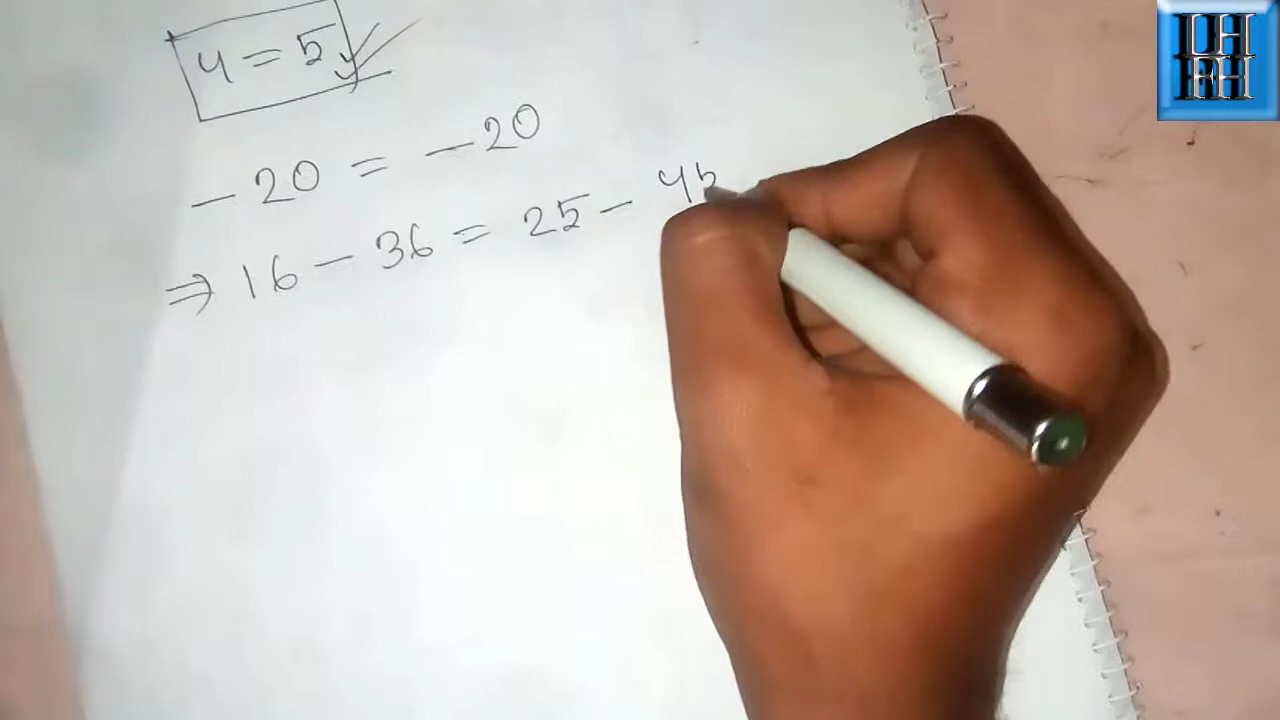 4 = 5
- 20 = - 20
⇒ 16 - 36 = 25 - 45